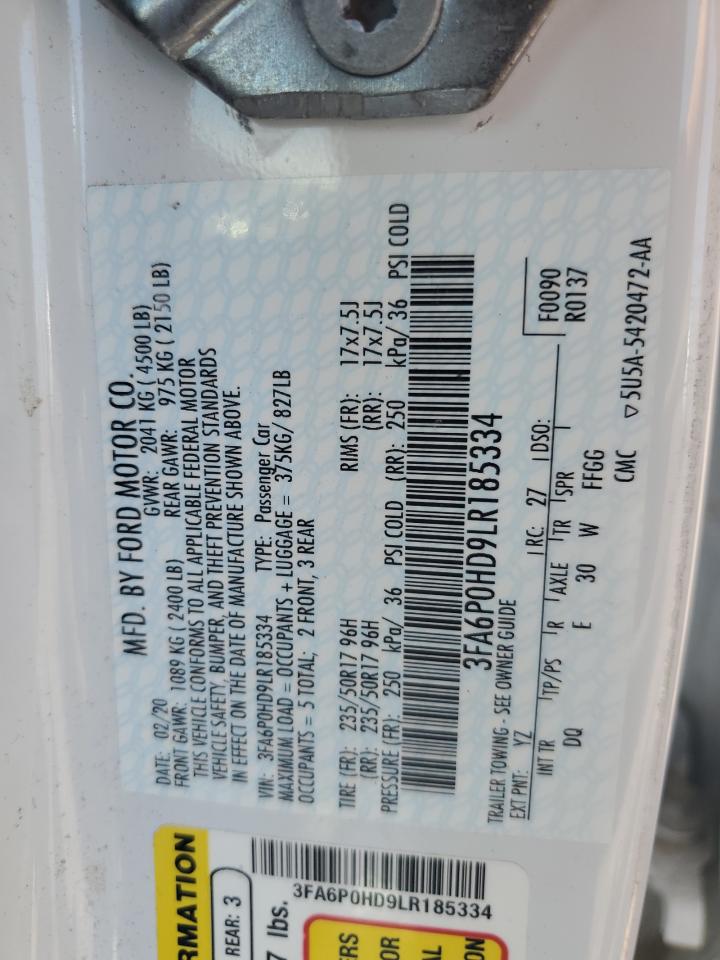 MFD. BY FORD MOTOR CO.
DATE: 02/20 GVWR: 2041 KG ( 4500 LB)
FRONT GAWR: 1089 KG ( 2400 LB) REAR GAWR: 975 KG ( 2150 LB)
THIS VEHICLE CONFORMS TO ALL APPLICABLE FEDERAL MOTOR
VEHICLE SAFETY, BUMPER, AND THEFT PREVENTION STANDARDS
IN EFFECT ON THE DATE OF MANUFACTURE SHOWN ABOVE.
VIN: 3FA6P0HD9LR185334 TYPE: Passenger Car
MAXIMUM LOAD = OCCUPANTS + LUGGAGE = 375KG/ 827LB
OCCUPANTS = 5 TOTAL; 2 FRONT, 3 REAR
TIRE (FR): 235/50R17 96H RIMS (FR): 17x7.5J
(RR): 235/50R17 96H (RR): 17x7.5J
PRESSURE (FR): 250 kPa/ 36 PSI COLD (RR): 250 kPa/ 36 PSI COLD
3FA6P0HD9LR185334
TRAILER TOWING - SEE OWNER GUIDE
EXT PNT: YZ RC: 27 DSO: F0090
R0137
INT TR TP/PS R AXLE TR SPR
DQ E 30 W FFGG
CMC ▽ 5U5A-5420472-AA
RMATION
REAR: 3
3FA6P0HD9LR185334
7 lbs.
ERS
OR
AL
ON